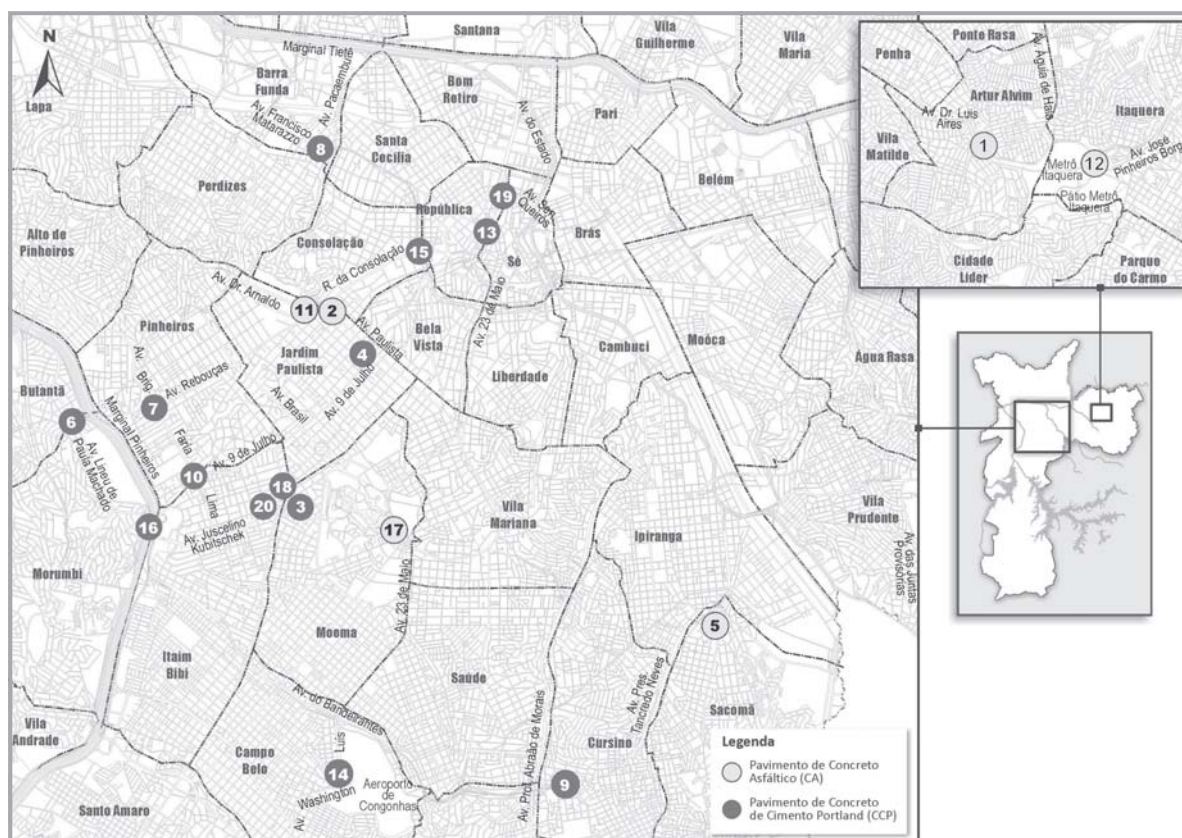 N
Lapa
Barra
Funda
Marginal Tietê
Santana
Vila
Guilherme
Vila
Maria
Av. Pacaembú
Av. Francisco
Matarazzo
8
Bom
Retiro
Av. do Estado
Pari
Santa
Cecília
Perdizes
Belém
19
República
Av. Sen.
Queirós
Brás
13
Sé
Alto de
Pinheiros
Consolação
R. da Consolação
15
Av. Dr. Arnaldo
11
2
Av. Paulista
Bela
Vista
Av. 23 de Maio
Cambuci
Moóca
Água Rasa
Pinheiros
Jardim
Paulista
4
Liberdade
Av. Brig.
Av. Rebouças
Av. Brasil
Av. 9 de Julho
Butantã
7
6
Marginal Pinheiros
Faria
Av. 9 de Julho
Av. Lineu de
Paula Machado
10
18
20
3
Lima
16
Av. Juscelino
Kubitschek
17
Vila
Mariana
Ipiranga
Vila
Prudente
Av. das Juntas
Provisórias
Morumbi
Av. 23 de Maio
Moema
5
Itaim
Bibi
Saúde
Av. do Bandeirantes
Av. Prof. Abraão de Morais
Av. Pres.
Tancredo Neves
Sacomã
Vila
Andrade
Campo
Belo
Luís
14
Av. Washington
Aeroporto
de
Congonhas
Cursino
9
Santo Amaro
Legenda
Pavimento de Concreto
Asfáltico (CA)
Pavimento de Concreto
de Cimento Portland (CCP)
Penha
Ponte Rasa
Av. Águia de Haia
Artur Alvim
Itaquera
Av. Dr. Luis
Aires
1
Vila
Matilde
Metrô
Itaquera
12
Av. José
Pinheiros Borg
Pátio Metrô
Itaquera
Cidade
Líder
Parque
do Carmo